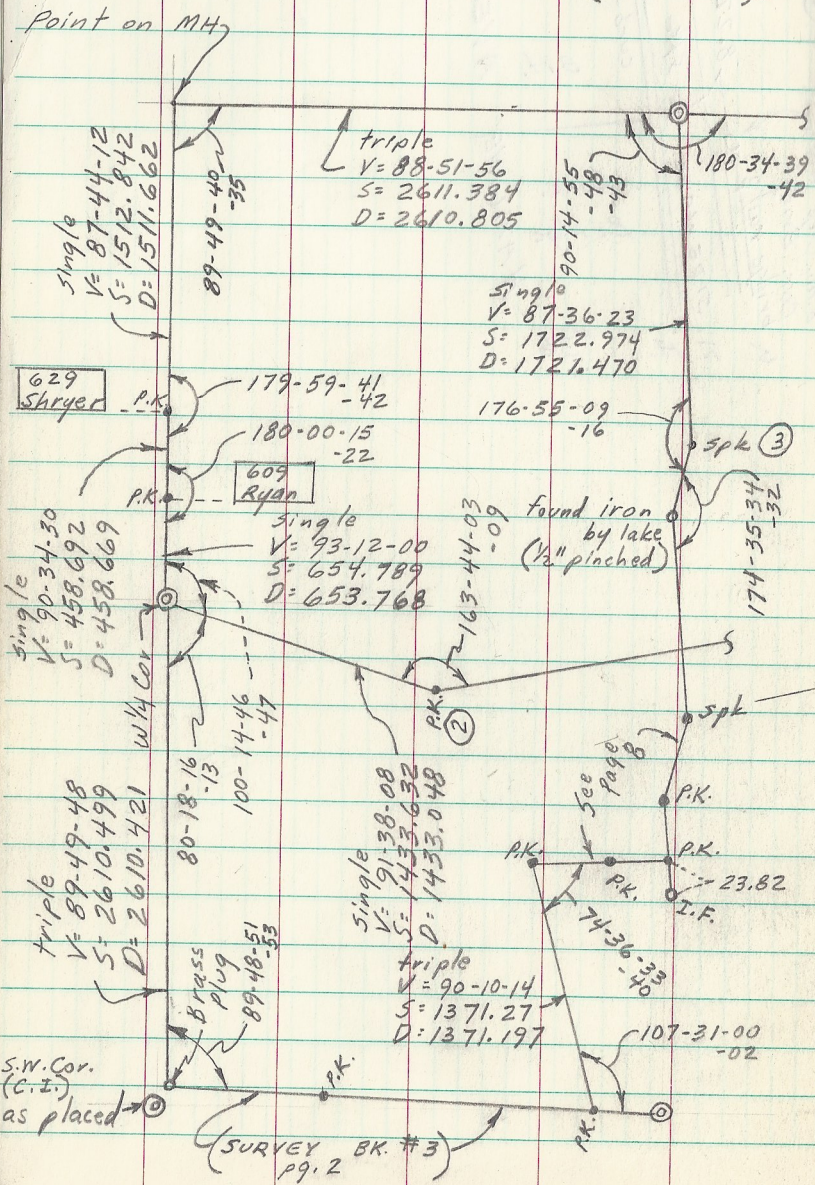 Point on MH
Single
V= 87-44-12
S= 1512.842
D= 1511.662
89-49-40
-35
triple
V= 88-51-56
S= 2611.384
D= 2610.805
90-14-55
-48
-43
180-34-39
-42
Single
V= 87-36-23
S= 1722.974
D= 1721.470
629
Shryer
P.K.
179-59-41
-42
176-55-09
-16
spk 3
180-00-15
-22
609
Ryan
P.K.
Single
V= 90-34-30
S= 458.692
D= 458.669
Single
V= 93-12-00
S= 654.789
D= 653.768
163-44-03
-09
found iron
by lake
(1/2" pinched)
174-35-34
-32
W 1/4 Cor
80-18-16
-13
100-14-46
-47
P.K.
2
spk
See
Page
8
P.K.
triple
V= 89-49-48
S= 2610.499
D= 2610.421
Single
V= 91-38-08
S= 1433.632
D= 1433.048
P.K.
P.K.
P.K.
23.82
I.F.
74-36-33
-40
Brass
plug
89-48-51
-53
triple
V= 90-10-14
S= 1371.27
D= 1371.197
107-31-00
-02
S.W. Cor.
(C.I.)
as placed
P.K.
P.K.
(SURVEY BK. #3)
pg. 2